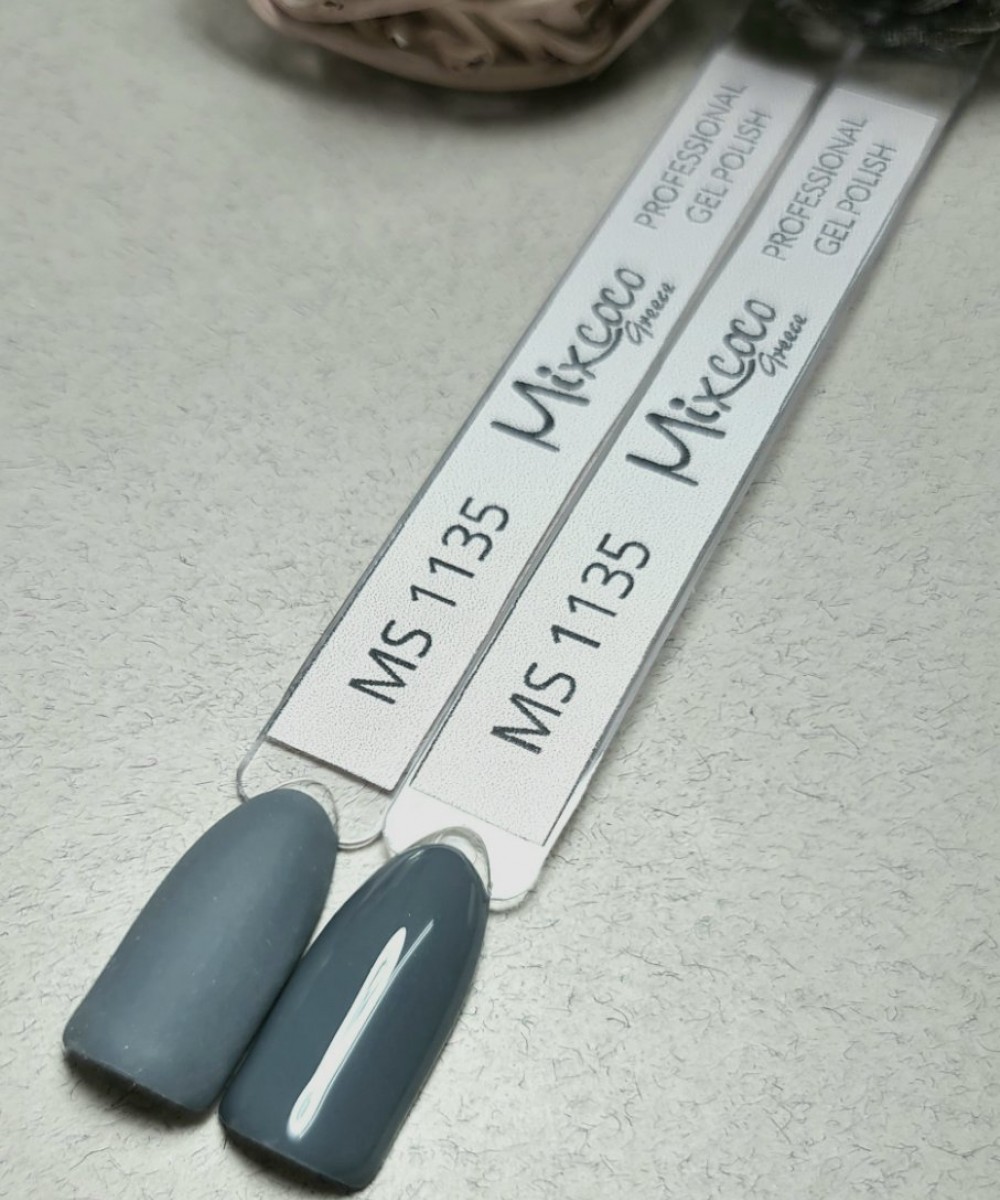 MS 1135 Mixcoco
Greece
PROFESSIONAL
GEL POLISH
MS 1135 Mixcoco
Greece
PROFESSIONAL
GEL POLISH